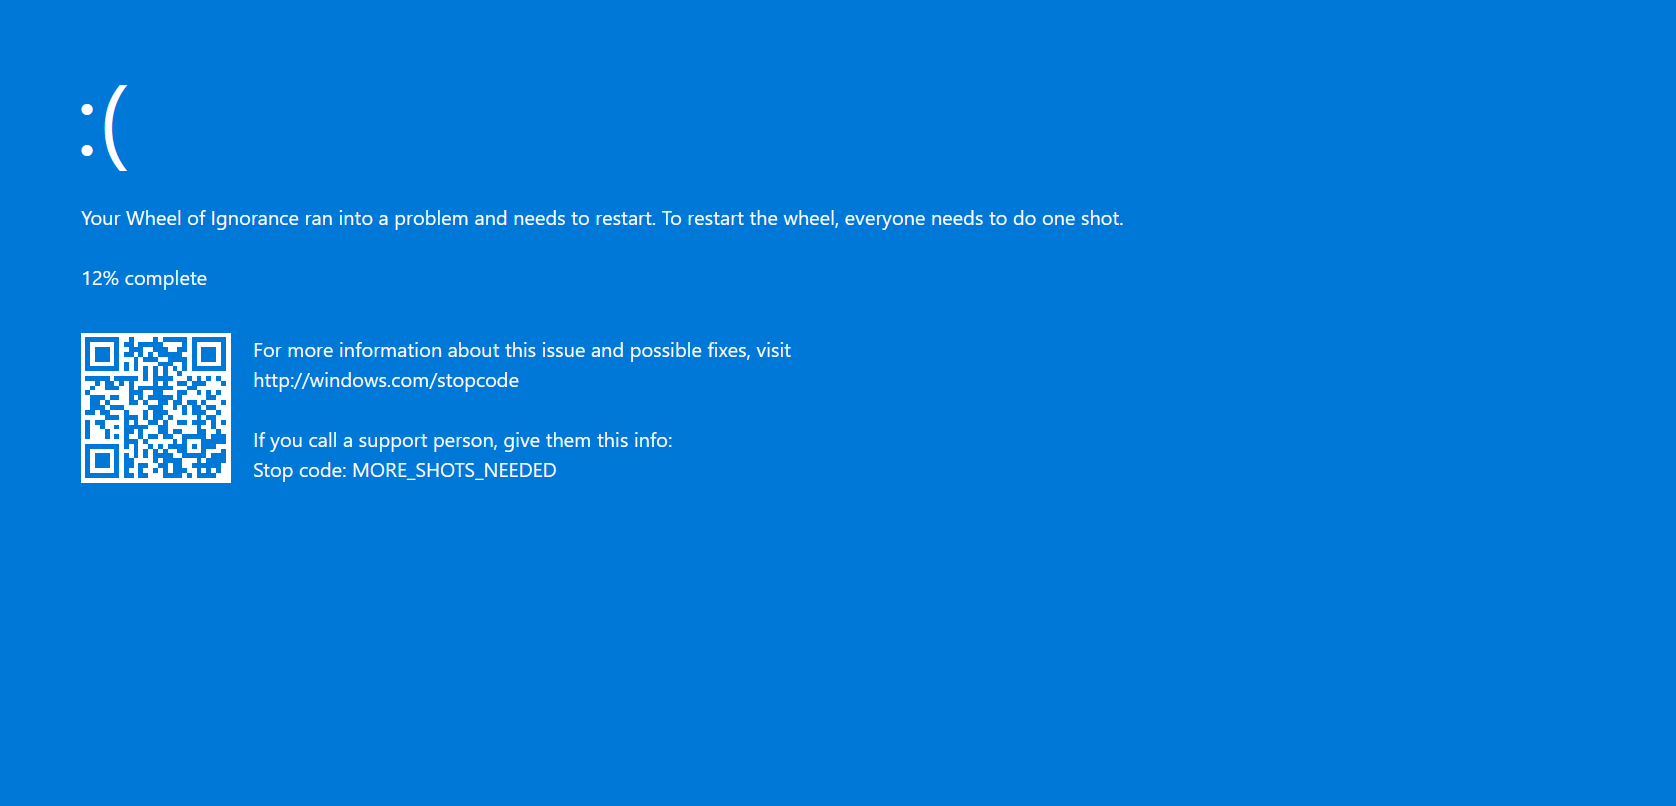 :(
Your Wheel of Ignorance ran into a problem and needs to restart. To restart the wheel, everyone needs to do one shot.
12% complete
For more information about this issue and possible fixes, visit
http://windows.com/stopcode
If you call a support person, give them this info:
Stop code: MORE_SHOTS_NEEDED